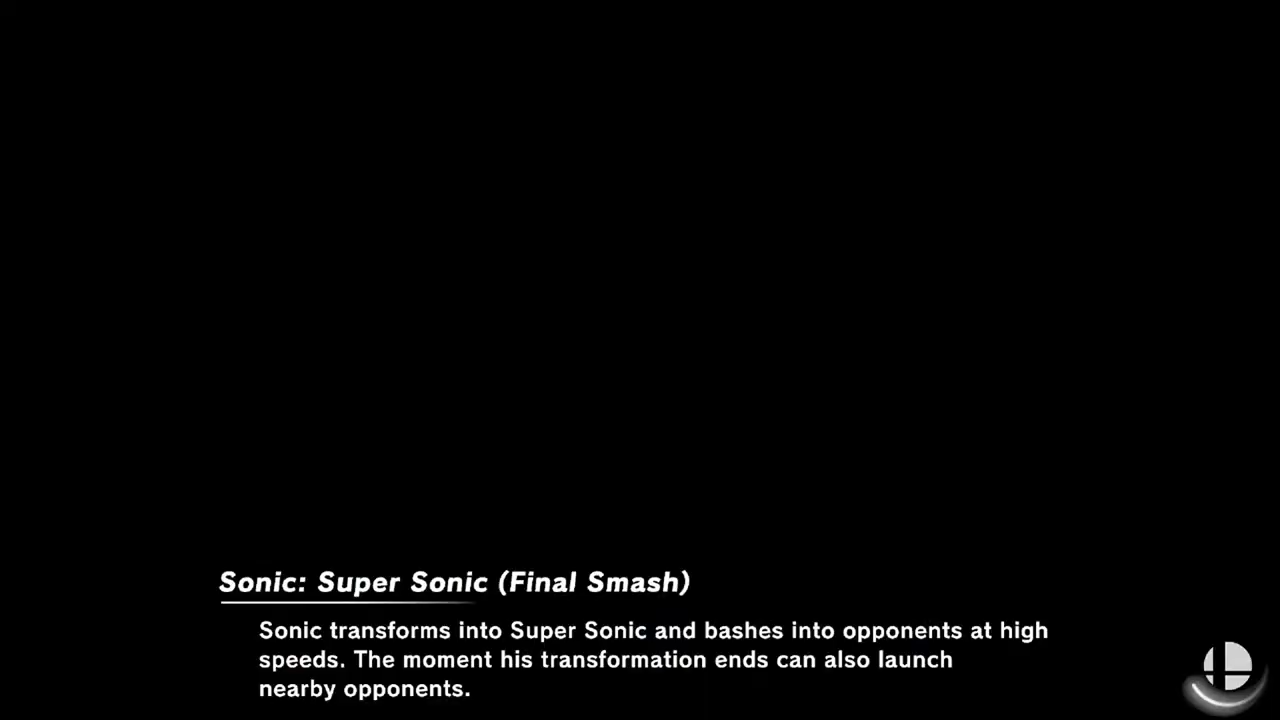 Sonic: Super Sonic (Final Smash)
Sonic transforms into Super Sonic and bashes into opponents at high
speeds. The moment his transformation ends can also launch
nearby opponents.